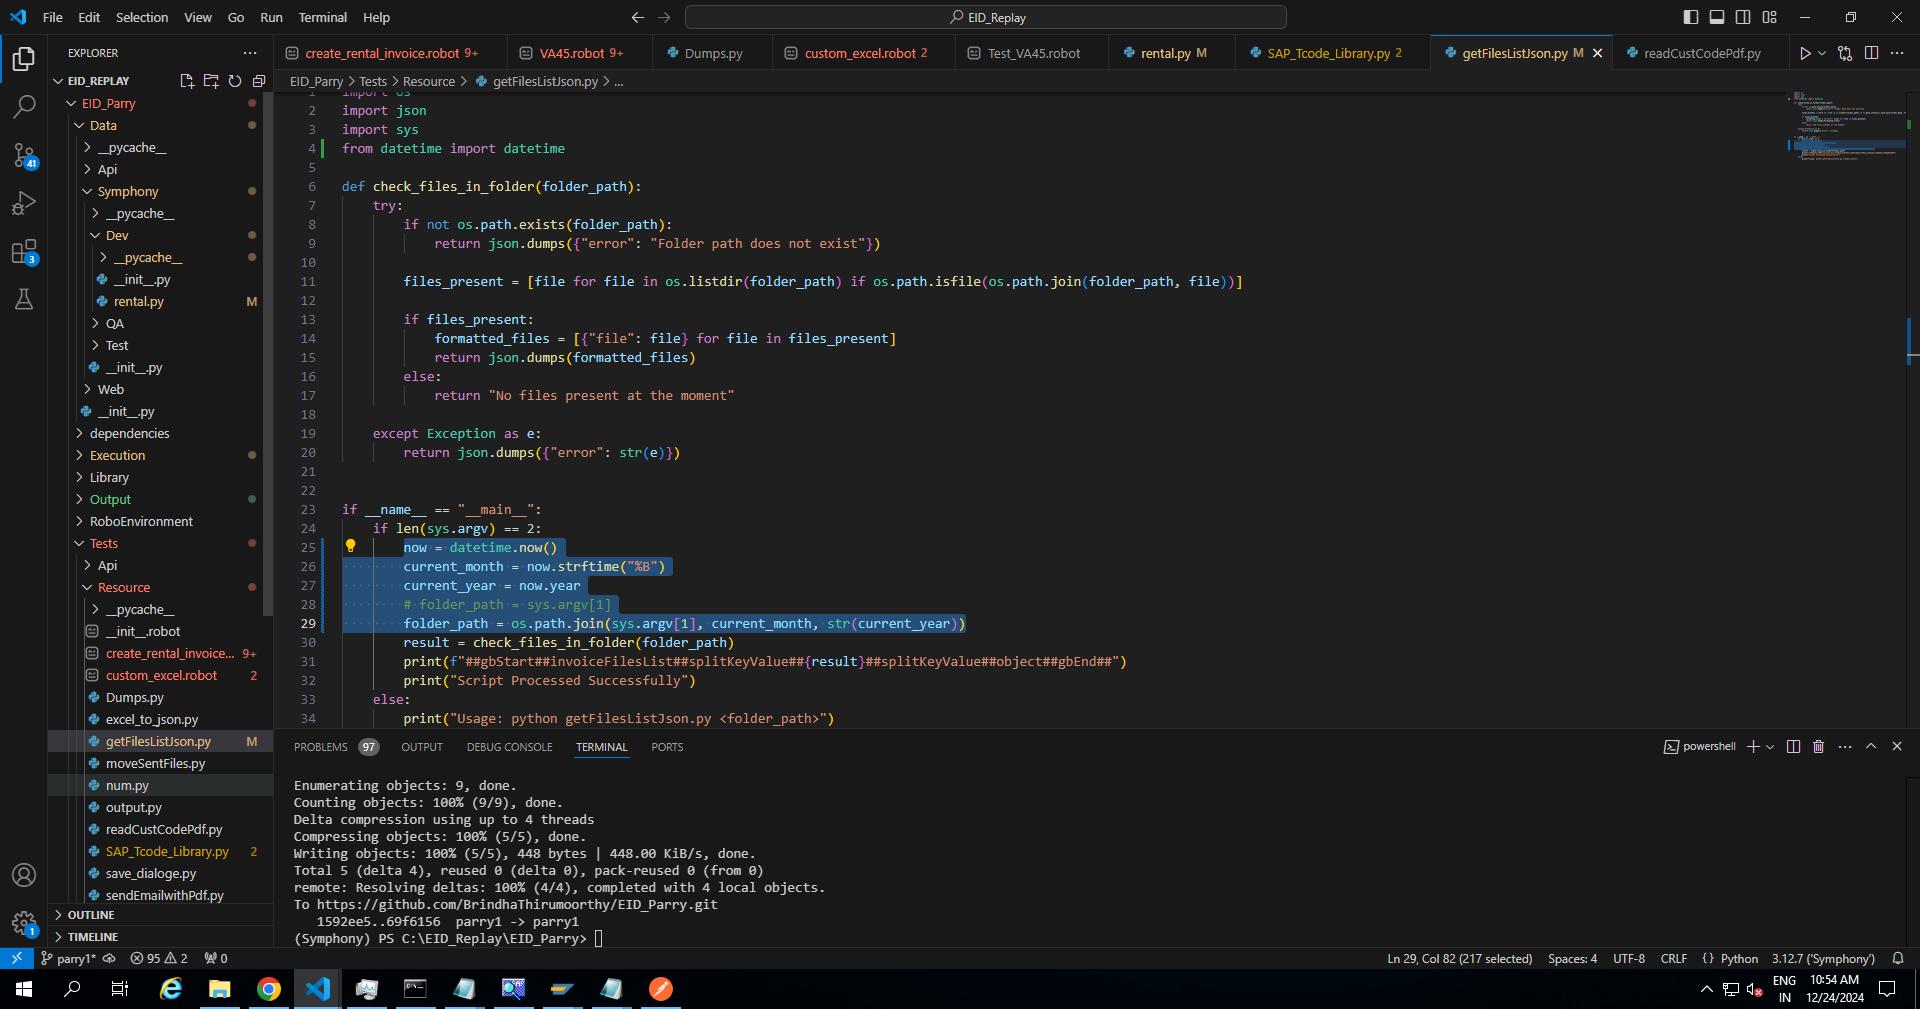 File Edit Selection View Go Run Terminal Help
EID_Replay
EXPLORER
create_rental_invoice.robot 9+
VA45.robot 9+
Dumps.py
custom_excel.robot 2
Test_VA45.robot
rental.py M
SAP_Tcode_Library.py 2
getFilesListJson.py M
readCustCodePdf.py
EID_REPLAY
EID_Parry
Data
__pycache__
Api
Symphony
__pycache__
Dev
__pycache__
__init__.py
rental.py M
QA
Test
__init__.py
Web
__init__.py
dependencies
Execution
Library
Output
RoboEnvironment
Tests
Api
Resource
__pycache__
__init__.robot
create_rental_invoice... 9+
custom_excel.robot 2
Dumps.py
excel_to_json.py
getFilesListJson.py M
moveSentFiles.py
num.py
output.py
readCustCodePdf.py
SAP_Tcode_Library.py 2
save_dialoge.py
sendEmailwithPdf.py
OUTLINE
TIMELINE
41
3
1
EID_Parry > Tests > Resource > getFilesListJson.py > ...
1 import os
2 import json
3 import sys
4 from datetime import datetime
5
6 def check_files_in_folder(folder_path):
7 try:
8 if not os.path.exists(folder_path):
9 return json.dumps({"error": "Folder path does not exist"})
10
11 files_present = [file for file in os.listdir(folder_path) if os.path.isfile(os.path.join(folder_path, file))]
12
13 if files_present:
14 formatted_files = [{"file": file} for file in files_present]
15 return json.dumps(formatted_files)
16 else:
17 return "No files present at the moment"
18
19 except Exception as e:
20 return json.dumps({"error": str(e)})
21
22
23 if __name__ == "__main__":
24 if len(sys.argv) == 2:
25 now = datetime.now()
26 current_month = now.strftime("%B")
27 current_year = now.year
28 # folder_path = sys.argv[1]
29 folder_path = os.path.join(sys.argv[1], current_month, str(current_year))
30 result = check_files_in_folder(folder_path)
31 print(f"##gbStart##invoiceFilesList##splitKeyValue##{result}##splitKeyValue##object##gbEnd##")
32 print("Script Processed Successfully")
33 else:
34 print("Usage: python getFilesListJson.py <folder_path>")
PROBLEMS 97 OUTPUT DEBUG CONSOLE TERMINAL PORTS
powershell
Enumerating objects: 9, done.
Counting objects: 100% (9/9), done.
Delta compression using up to 4 threads
Compressing objects: 100% (5/5), done.
Writing objects: 100% (5/5), 448 bytes | 448.00 KiB/s, done.
Total 5 (delta 4), reused 0 (delta 0), pack-reused 0 (from 0)
remote: Resolving deltas: 100% (4/4), completed with 4 local objects.
To https://github.com/BrindhaThirumoorthy/EID_Parry.git
1592ee5..69f6156 parry1 -> parry1
(Symphony) PS C:\EID_Replay\EID_Parry>
parry1* 95 2 0
Ln 29, Col 82 (217 selected) Spaces: 4 UTF-8 CRLF {} Python 3.12.7 ('Symphony')
ENG
IN
10:54 AM
12/24/2024